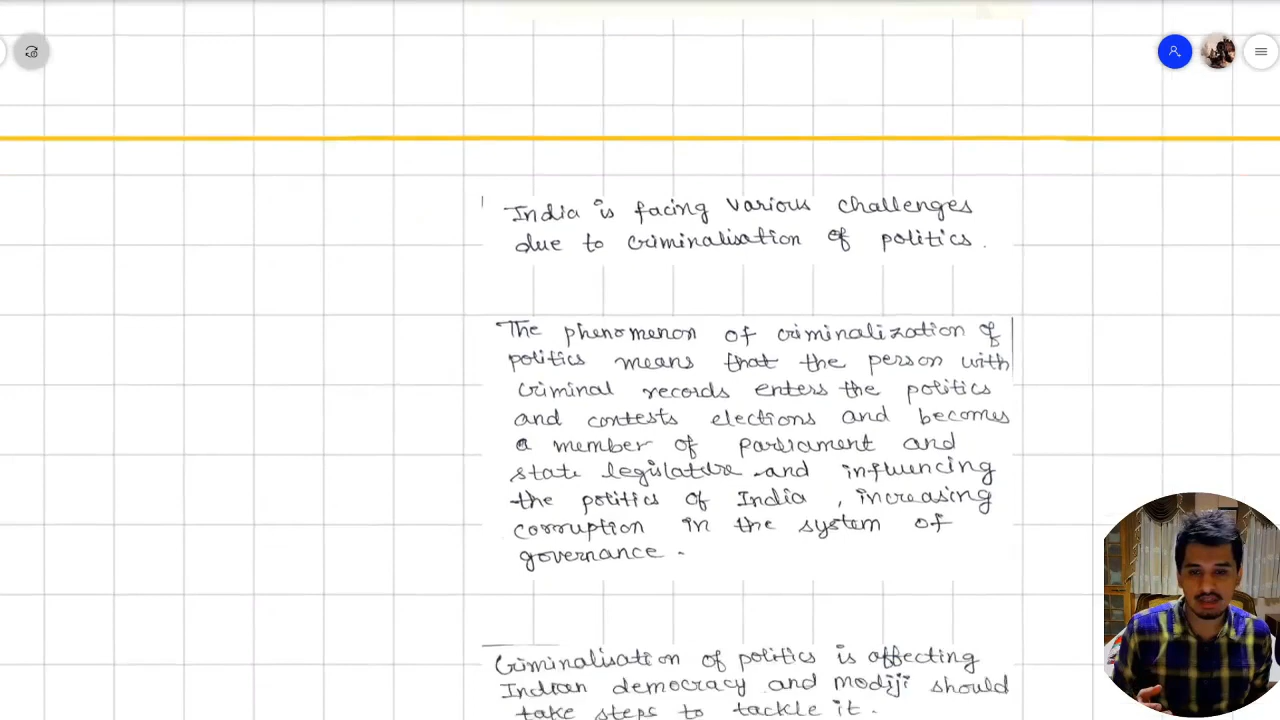 India is facing various challenges
due to criminalisation of politics.
The phenomenon of criminalization of
politics means that the person with
criminal records enters the politics
and contests elections and becomes
a member of parliament and
state legislature and influencing
the politics of India, increasing
corruption in the system of
governance.
Criminalisation of politics is affecting
Indian democracy and modiji should
take steps to tackle it.